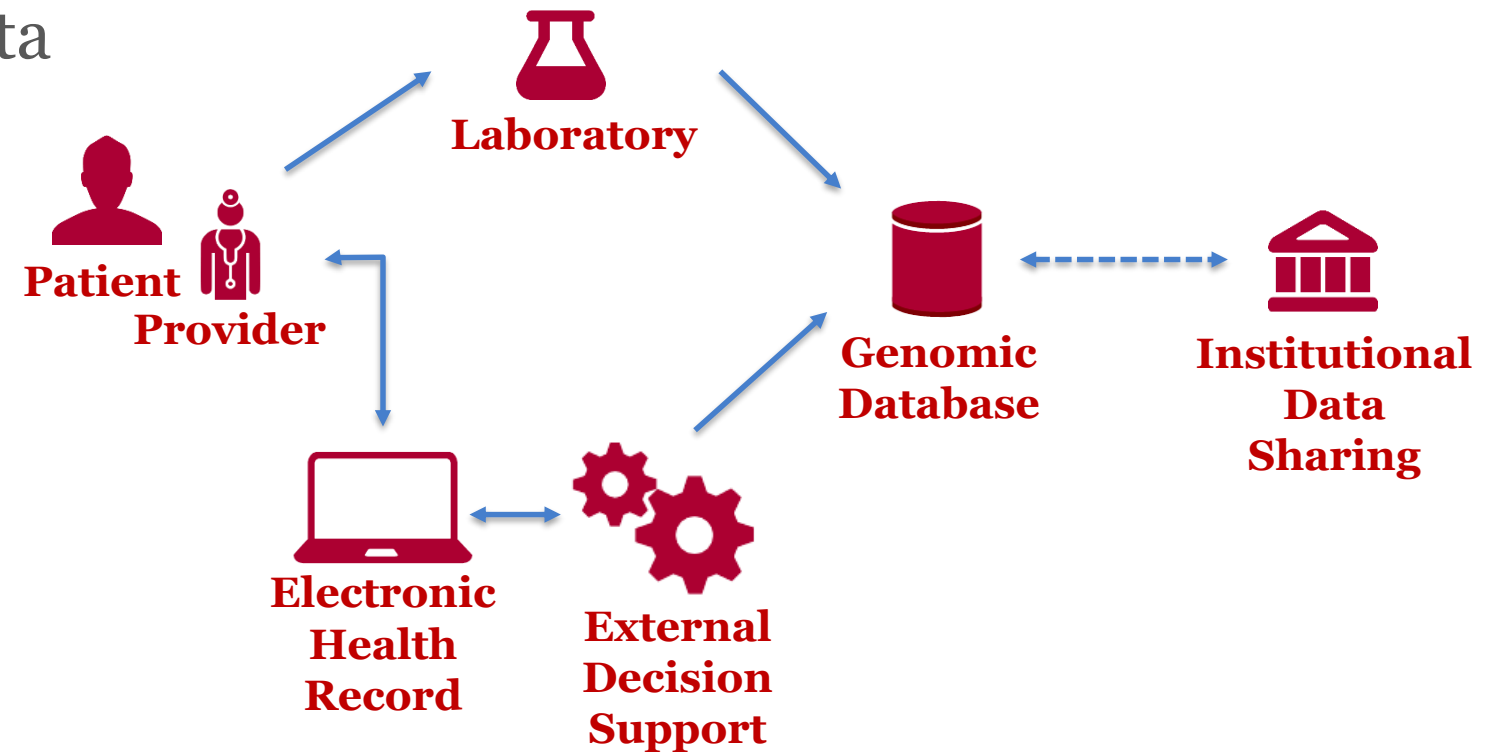 ta
Laboratory
Patient
Provider
Genomic
Database
Institutional
Data
Sharing
Electronic
Health
Record
External
Decision
Support